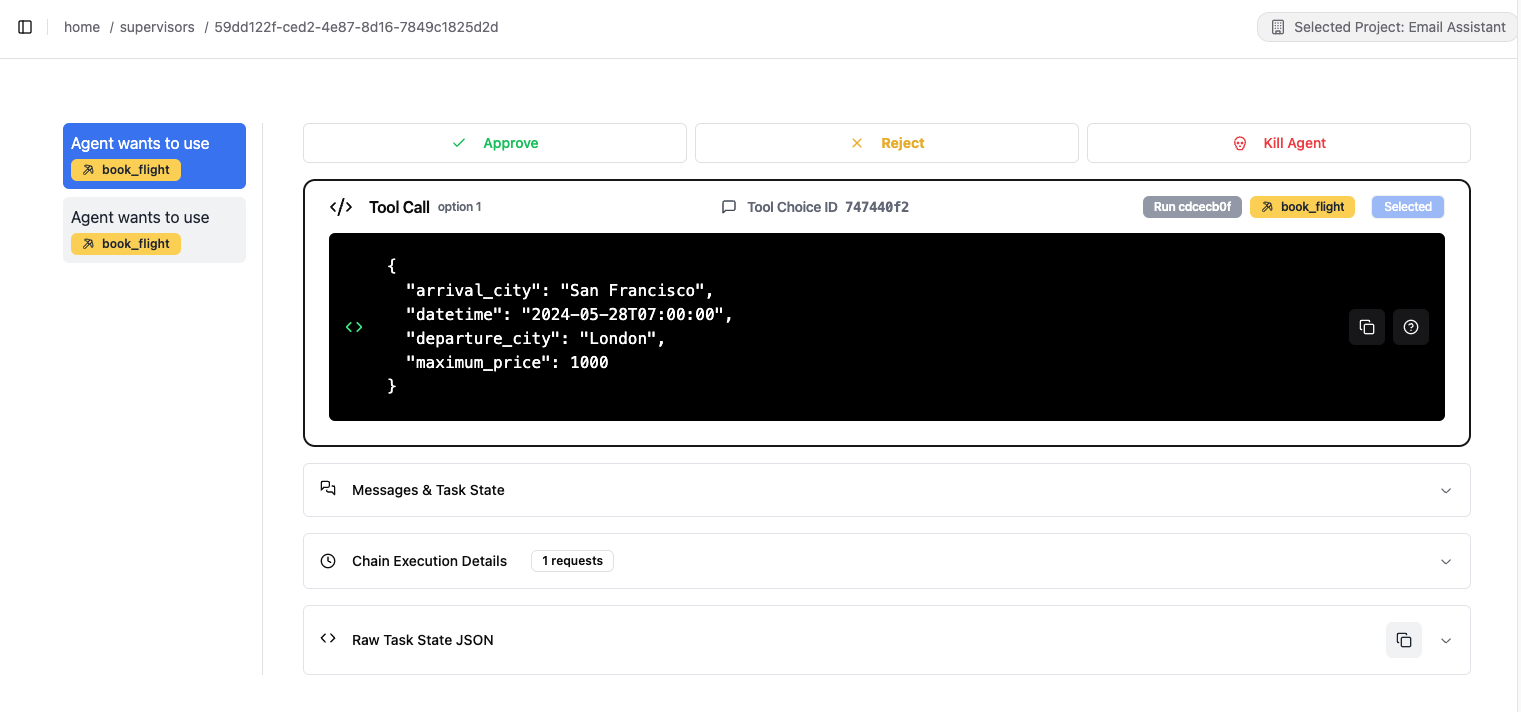 home / supervisors / 59dd122f-ced2-4e87-8d16-7849c1825d2d
Selected Project: Email Assistant
Agent wants to use
book_flight
Agent wants to use
book_flight
Approve
Reject
Kill Agent
Tool Call option 1
Tool Choice ID 747440f2
Run cdcecb0f
book_flight
Selected
{
"arrival_city": "San Francisco",
"datetime": "2024-05-28T07:00:00",
"departure_city": "London",
"maximum_price": 1000
}
Messages & Task State
Chain Execution Details
1 requests
Raw Task State JSON